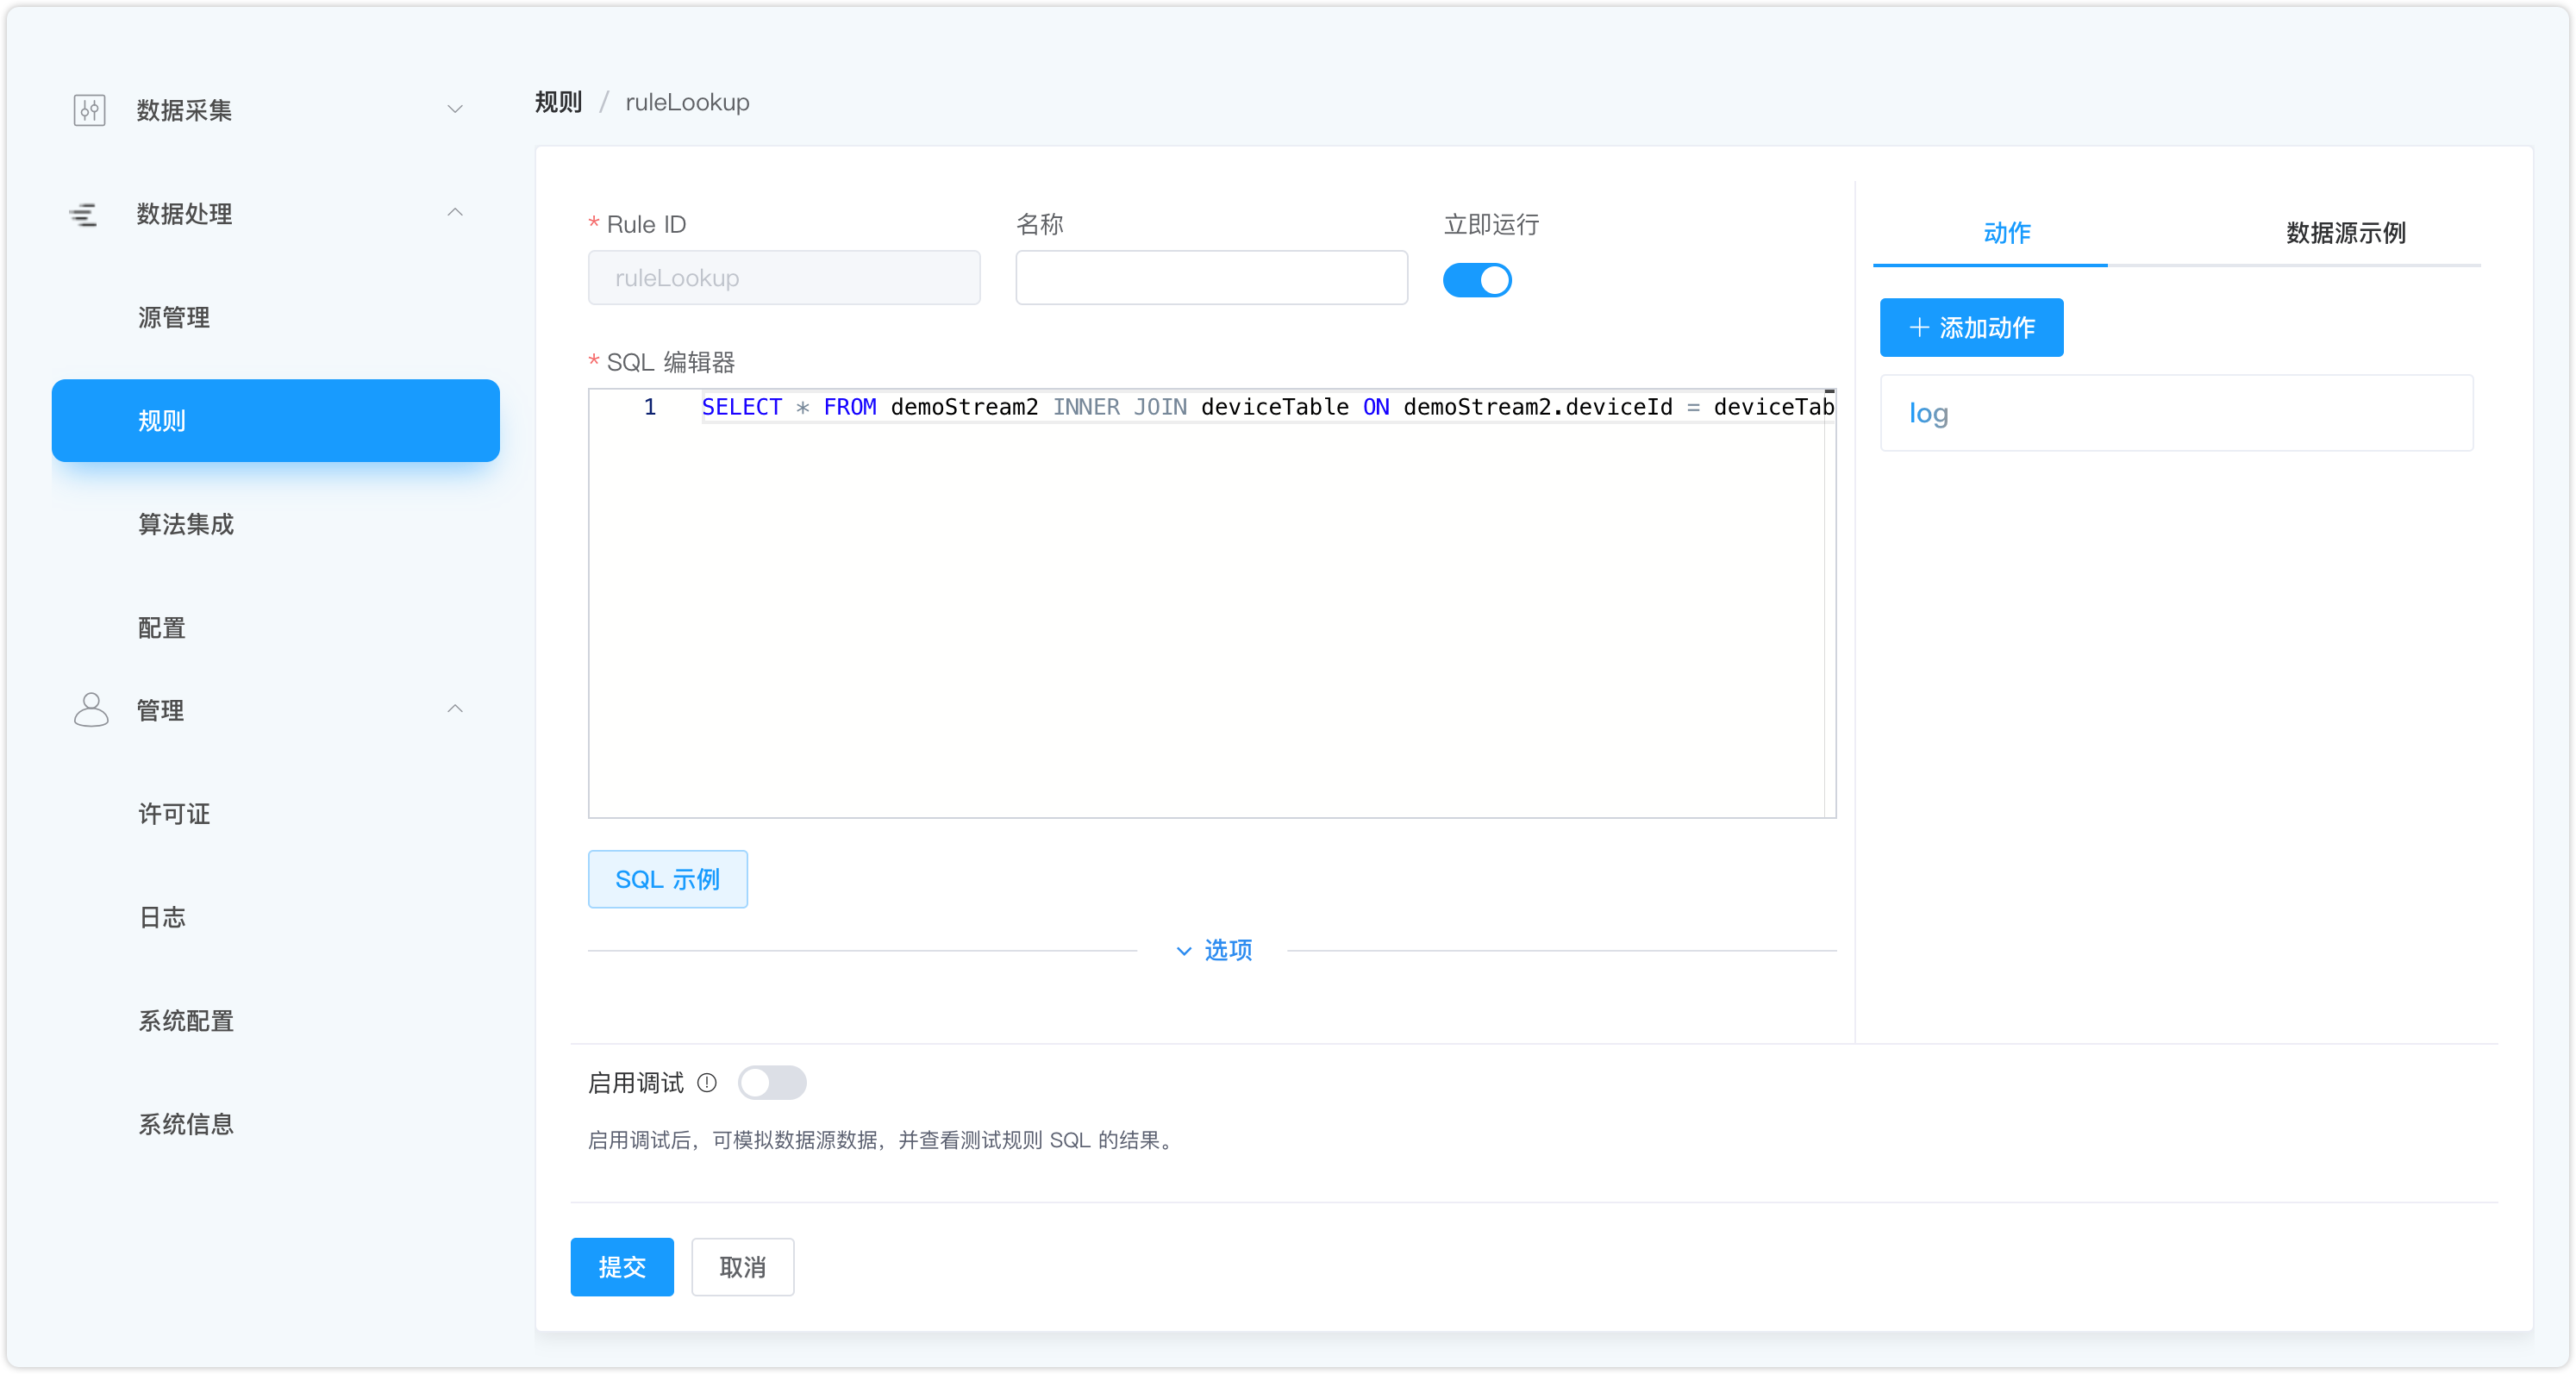 数据采集
数据处理
源管理
规则
算法集成
配置
管理
许可证
日志
系统配置
系统信息
规则 / ruleLookup
* Rule ID
名称
立即运行
ruleLookup
* SQL 编辑器
1 SELECT * FROM demoStream2 INNER JOIN deviceTable ON demoStream2.deviceId = deviceTab
SQL 示例
选项
动作
数据源示例
+ 添加动作
log
启用调试
启用调试后，可模拟数据源数据，并查看测试规则 SQL 的结果。
提交
取消